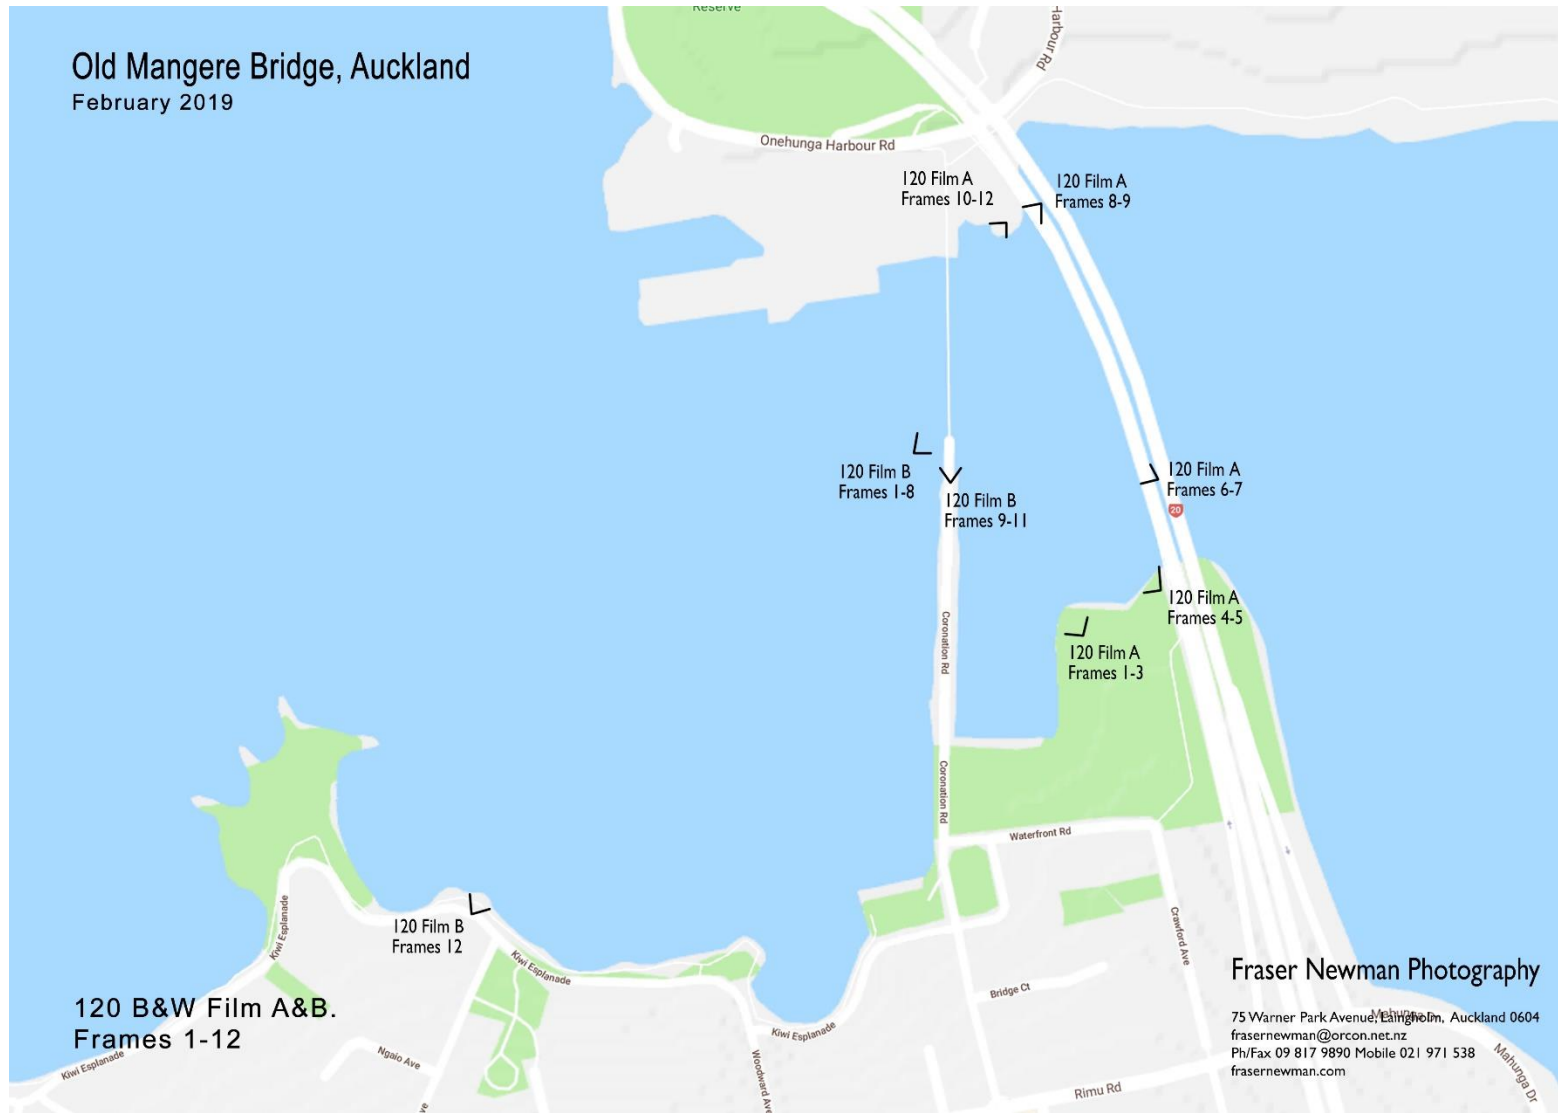 Reserve
Old Mangere Bridge, Auckland
February 2019
Harbour Rd
Onehunga Harbour Rd
120 Film A
Frames 10-12
120 Film A
Frames 8-9
120 Film B
Frames 1-8
120 Film B
Frames 9-11
120 Film A
Frames 6-7
20
120 Film A
Frames 4-5
120 Film A
Frames 1-3
Coronation Rd
Coronation Rd
Waterfront Rd
Kiwi Esplanade
120 Film B
Frames 12
Kiwi Esplanade
Crawford Ave
Bridge Ct
Kiwi Esplanade
120 B&W Film A&B.
Frames 1-12
Kiwi Esplanade
Ngaio Ave
Woodward Ave
Rimu Rd
Mahunga Dr
Fraser Newman Photography
75 Warner Park Avenue, Laingholm, Auckland 0604
frasernewman@orcon.net.nz
Ph/Fax 09 817 9890 Mobile 021 971 538
frasernewman.com